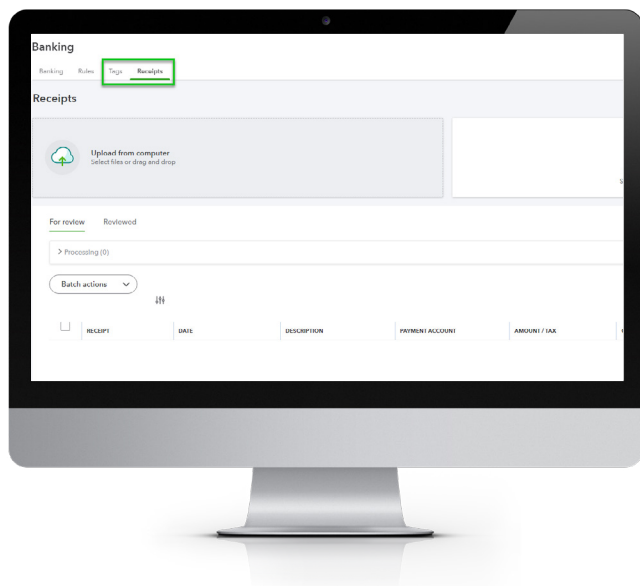 Banking
Banking Rules Tags Receipts
Receipts
Upload from computer
Select files or drag and drop
For review Reviewed
> Processing (0)
Batch actions
RECEIPT DATE DESCRIPTION PAYMENT ACCOUNT AMOUNT / TAX